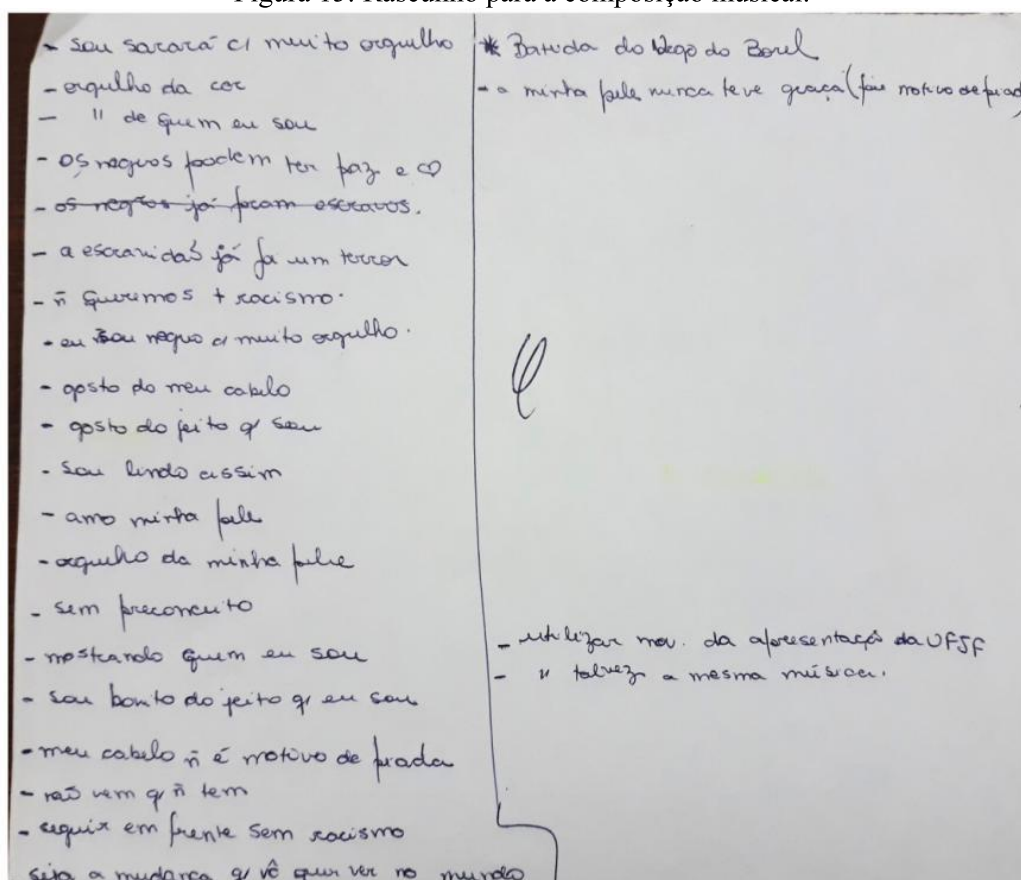 Figura 15: Rascunho para a composição musical.
- sou sarará c/ muito orgulho
- orgulho da cor
- " de quem eu sou
- os negros podem ter paz e ♡
- os negros já foram escravos.
- a escravidão já foi um terror
- ñ queremos + racismo.
- eu sou negro c/ muito orgulho.
- gosto do meu cabelo
- gosto do jeito q/ sou
- sou lindo assim
- amo minha pele
- orgulho da minha pele
- sem preconceito
- mostrando quem eu sou
- sou bonito do jeito q/ eu sou
- meu cabelo ñ é motivo de piada
- não vem q/ ñ tem
- seguir em frente sem racismo
seja a mudança q/ vê quer ver no mundo
* Batida do Nego do Borel
- a minha pele nunca teve graça (foi motivo de piad
- utilizar mov. da apresentação da UFJF
- " talvez a mesma música.